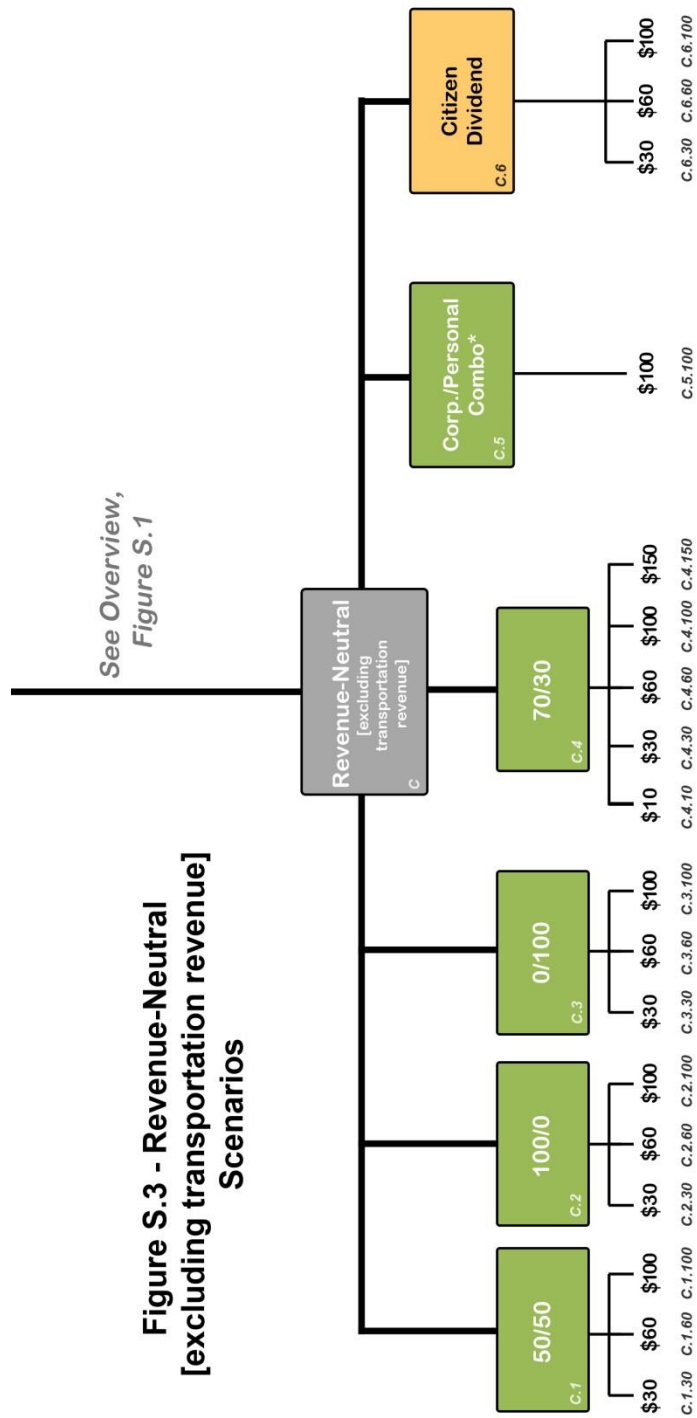 Figure S.3 - Revenue-Neutral
[excluding transportation revenue]
Scenarios
See Overview,
Figure S.1
Revenue-Neutral
[excluding
transportation
revenue]
C
50/50
C.1
$30 $60 $100
C.1.30 C.1.60 C.1.100
100/0
C.2
$30 $60 $100
C.2.30 C.2.60 C.2.100
0/100
C.3
$30 $60 $100
C.3.30 C.3.60 C.3.100
70/30
C.4
$10 $30 $60 $100 $150
C.4.10 C.4.30 C.4.60 C.4.100 C.4.150
Corp./Personal
Combo*
C.5
$100
C.5.100
Citizen
Dividend
C.6
$30 $60 $100
C.6.30 C.6.60 C.6.100